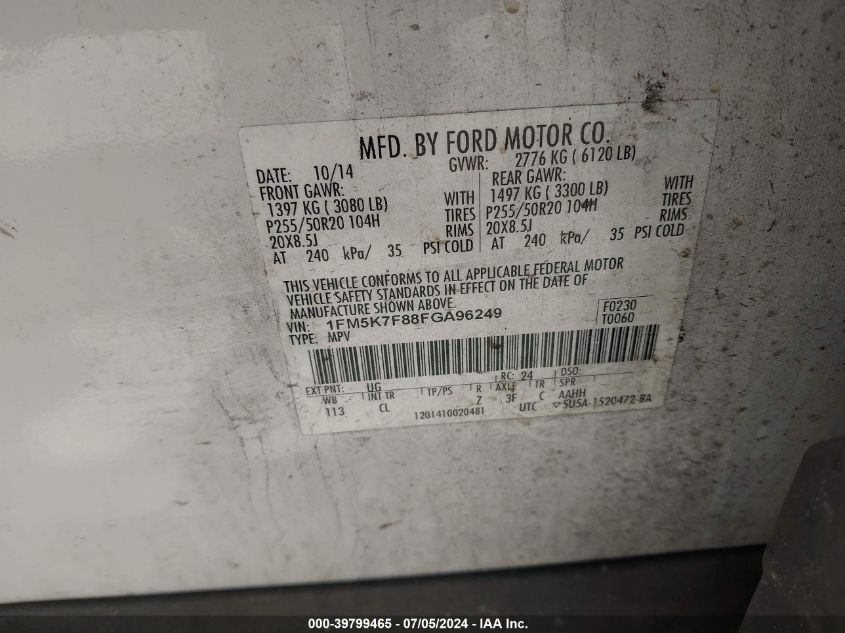 MFD. BY FORD MOTOR CO.
DATE: 10/14 GVWR: 2776 KG ( 6120 LB)
FRONT GAWR: REAR GAWR:
1397 KG ( 3080 LB) WITH 1497 KG ( 3300 LB) WITH
P255/50R20 104H TIRES P255/50R20 104H TIRES
20X8.5J RIMS 20X8.5J RIMS
AT 240 kPa/ 35 PSI COLD AT 240 kPa/ 35 PSI COLD
THIS VEHICLE CONFORMS TO ALL APPLICABLE FEDERAL MOTOR
VEHICLE SAFETY STANDARDS IN EFFECT ON THE DATE OF
MANUFACTURE SHOWN ABOVE.
VIN: 1FM5K7F88FGA96249 F0230
TYPE: MPV T0060
EXT PNT: UG RC: 24 DSO:
WB INT TR TP/PS R AXLE TR SPR
113 CL Z 3F C AAHH
1201410020481 UTC ▽5U5A-1520472-BA
000-39799465 - 07/05/2024 - IAA Inc.